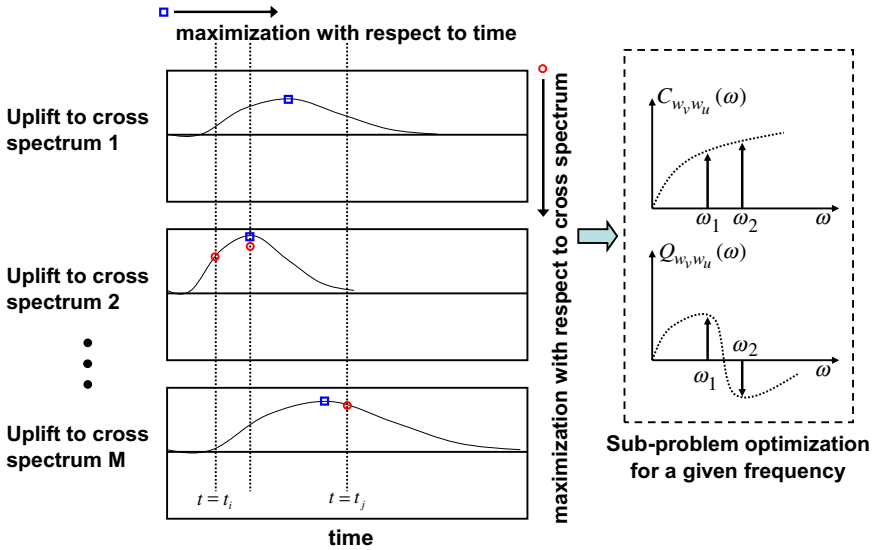 maximization with respect to time
Uplift to cross
spectrum 1
Uplift to cross
spectrum 2
Uplift to cross
spectrum M
t = t_i
t = t_j
time
maximization with respect to cross spectrum
C_{w_v w_u}(ω)
ω_1
ω_2
ω
Q_{w_v w_u}(ω)
ω_1
ω_2
ω
Sub-problem optimization
for a given frequency